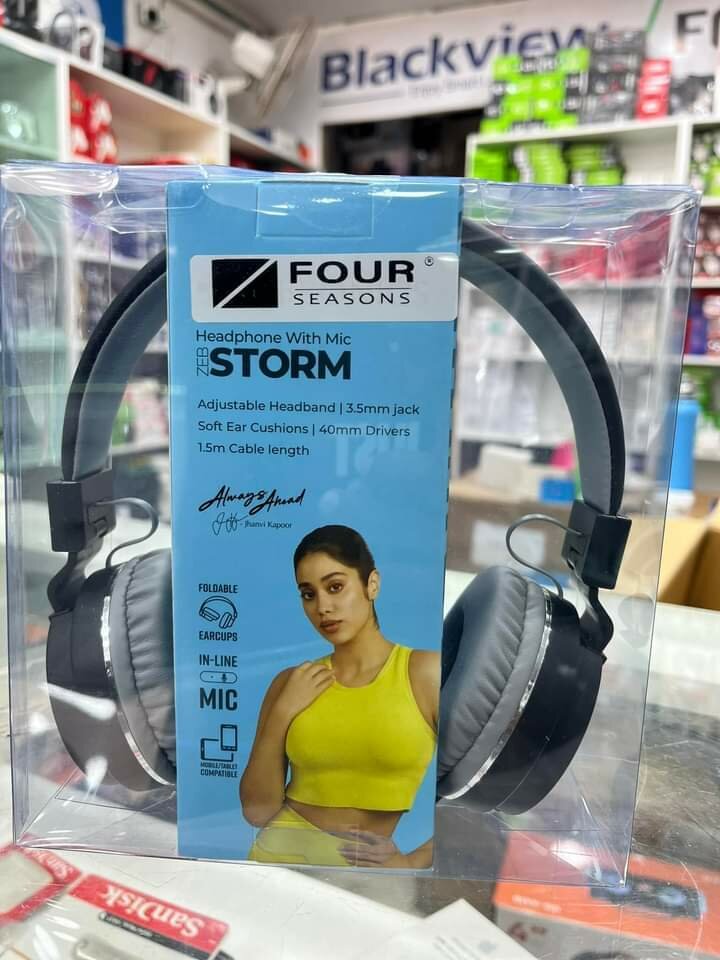 Blackview
FOUR ®
SEASONS
Headphone With Mic
ZEB STORM
Adjustable Headband | 3.5mm jack
Soft Ear Cushions | 40mm Drivers
1.5m Cable length
Always Ahead
- Jhanvi Kapoor
FOLDABLE
EARCUPS
IN-LINE
MIC
MOBILE/TABLET
COMPATIBLE
SanDisk
SanDisk